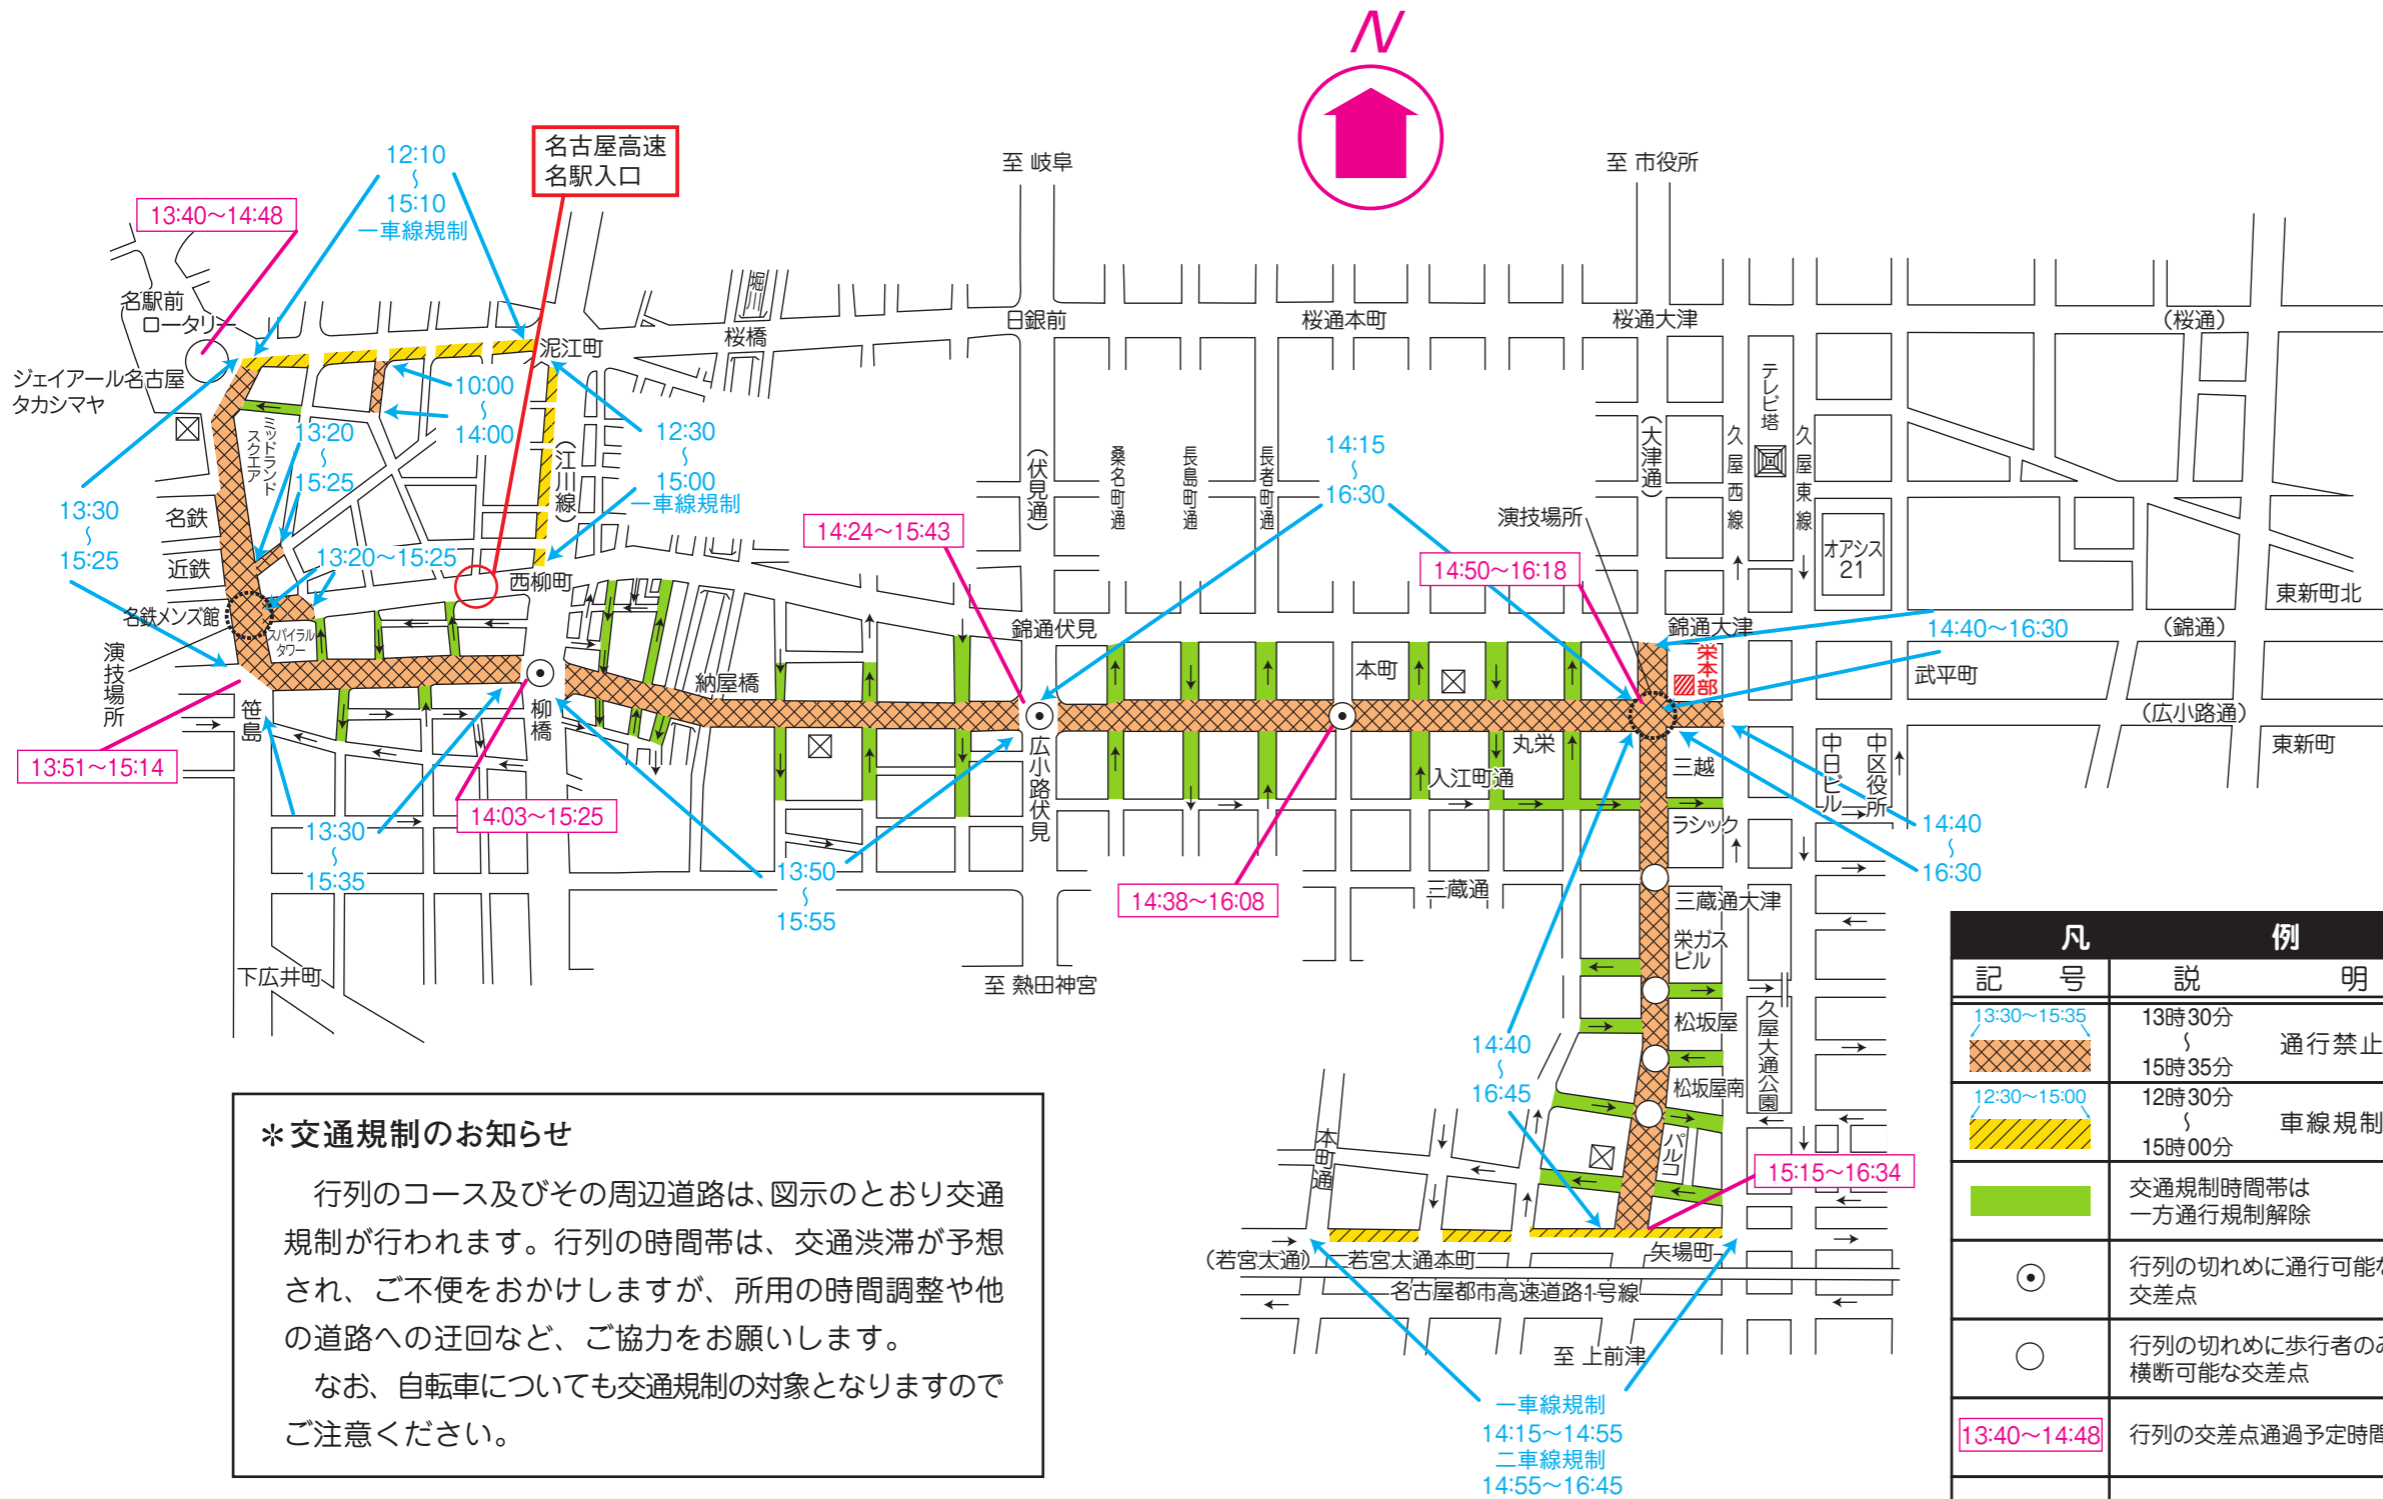 N
名古屋高速
名駅入口
12:10
〜
15:10
一車線規制
13:40〜14:48
至 岐阜
至 市役所
名駅前
ロータリー
堀川
桜橋
泥江町
日銀前
桜通本町
桜通大津
（桜通）
ジェイアール名古屋
タカシマヤ
10:00
〜
14:00
ミッドランド
スクエア
13:20
〜
15:25
（江川線）
12:30
〜
15:00
一車線規制
（伏見通）
桑名町通
長島町通
長者町通
14:15
〜
16:30
（大津通）
久屋西線
テレビ塔
久屋東線
オアシス
21
13:30
〜
15:25
名鉄
近鉄
13:20〜15:25
西柳町
14:24〜15:43
演技場所
14:50〜16:18
東新町北
名鉄メンズ館
スパイラル
タワー
演技場所
錦通伏見
錦通大津
14:40〜16:30
（錦通）
栄本部
本町
武平町
納屋橋
笹島
柳橋
広小路伏見
丸栄
三越
中日ビル
中区役所
（広小路通）
東新町
13:51〜15:14
入江町通
14:03〜15:25
ラシック
13:30
〜
15:35
14:40
〜
16:30
13:50
〜
15:55
14:38〜16:08
三蔵通
三蔵通大津
栄ガス
ビル
下広井町
至 熱田神宮
松坂屋
久屋大通公園
14:40
〜
16:45
松坂屋南
本町通
パルコ
15:15〜16:34
（若宮大通）
若宮大通本町
矢場町
名古屋都市高速道路1号線
至 上前津
一車線規制
14:15〜14:55
二車線規制
14:55〜16:45
＊交通規制のお知らせ
行列のコース及びその周辺道路は、図示のとおり交通
規制が行われます。行列の時間帯は、交通渋滞が予想
され、ご不便をおかけしますが、所用の時間調整や他
の道路への迂回など、ご協力をお願いします。
なお、自転車についても交通規制の対象となりますので
ご注意ください。
凡 例
記 号 説 明
13:30〜15:35
13時30分
〜
15時35分
通行禁止
12:30〜15:00
12時30分
〜
15時00分
車線規制
交通規制時間帯は
一方通行規制解除
行列の切れめに通行可能な
交差点
行列の切れめに歩行者のみ
横断可能な交差点
13:40〜14:48 行列の交差点通過予定時間